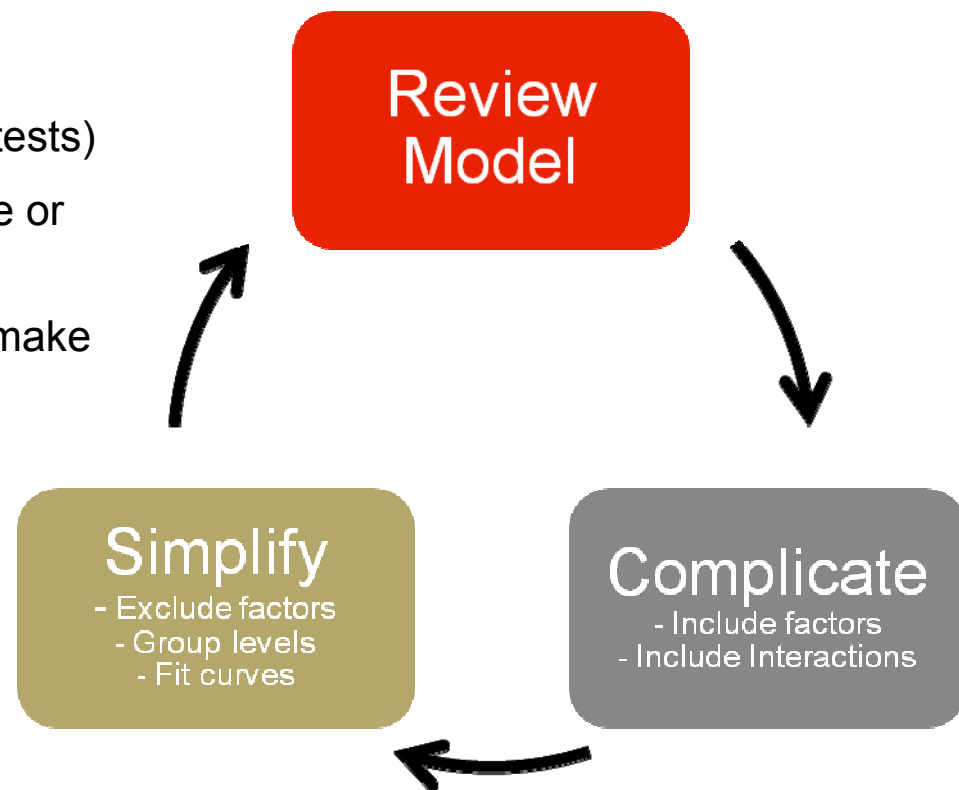 tests)
e or
make
Review
Model
Simplify
- Exclude factors
- Group levels
- Fit curves
Complicate
- Include factors
- Include Interactions